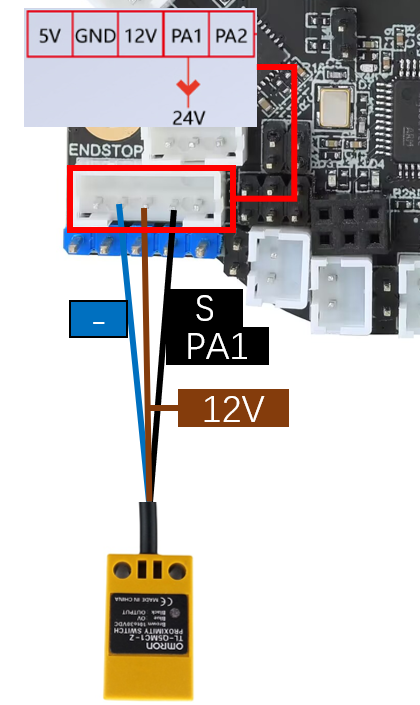 5V GND 12V PA1 PA2
24V
ENDSTOP
–
S
PA1
12V
CE MADE IN CHINA
Black OUTPUT
Blue 0V
Brown 10to30VDC
TL-Q5MC1-Z
PROXIMITY SWITCH
OMRON